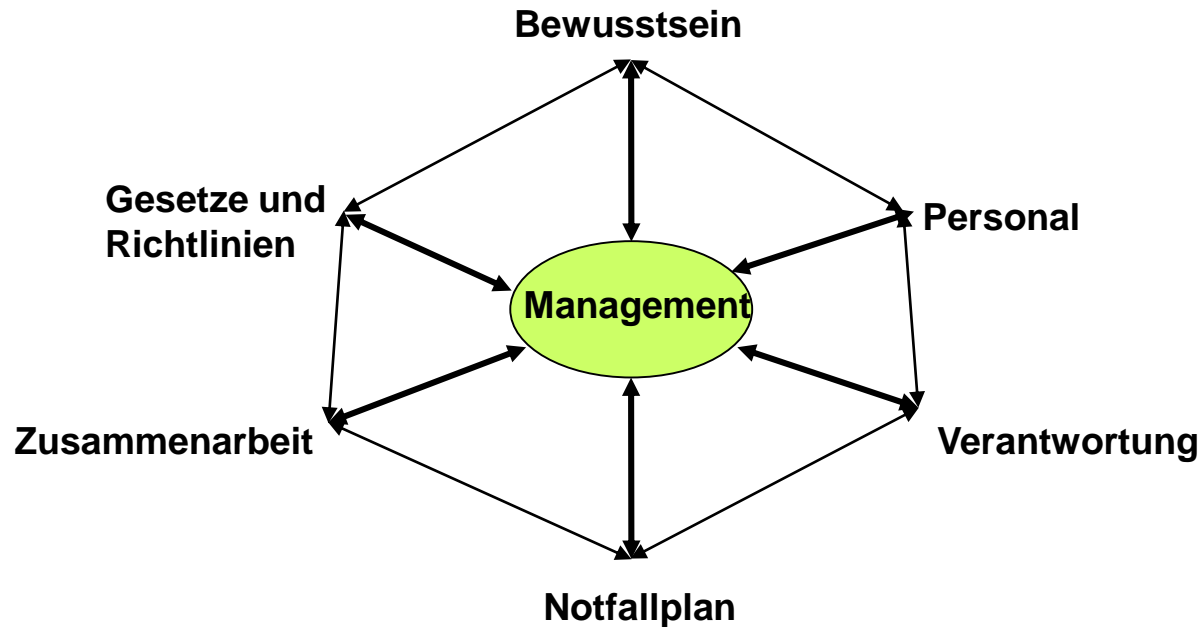 Bewusstsein
Gesetze und
Richtlinien
Personal
Management
Zusammenarbeit
Verantwortung
Notfallplan